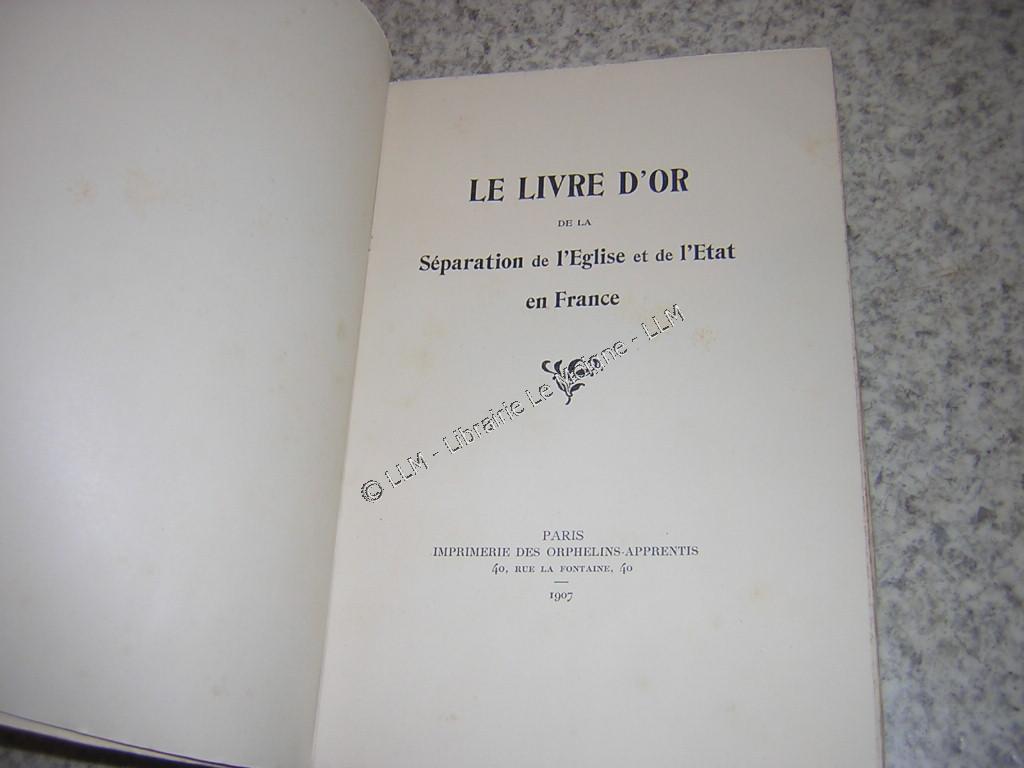 LE LIVRE D'OR
DE LA
Séparation de l'Eglise et de l'Etat
en France
© LLM - Librairie Le Moigne - LLM
PARIS
IMPRIMERIE DES ORPHELINS-APPRENTIS
40, RUE LA FONTAINE, 40
1907